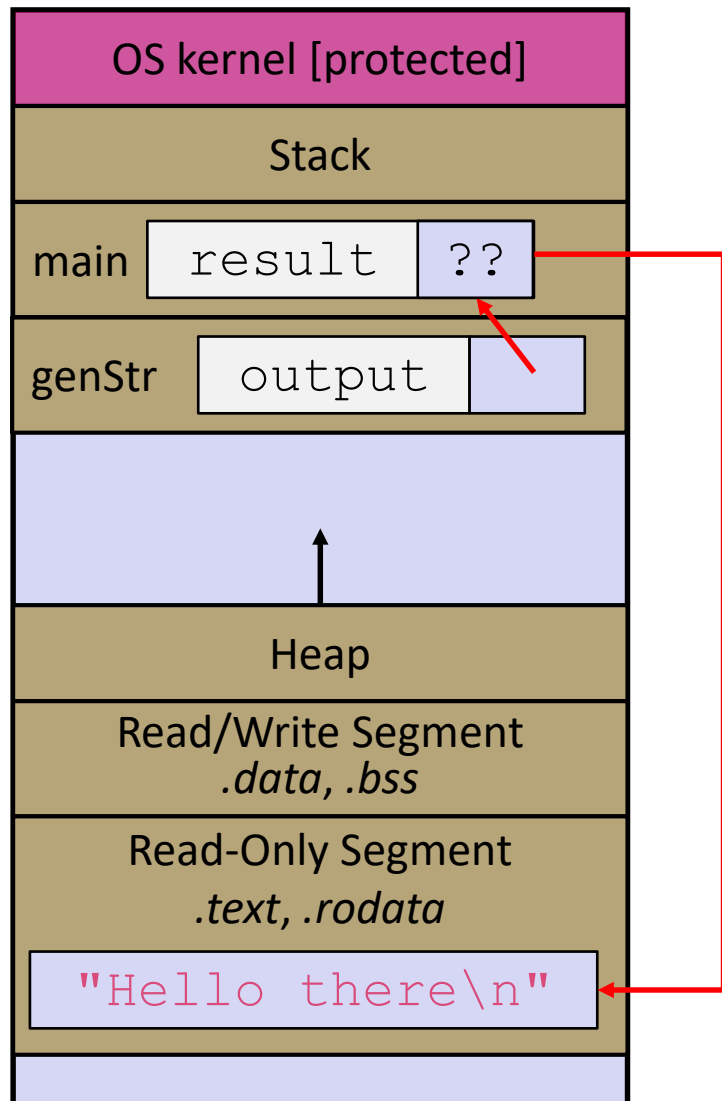 OS kernel [protected]
Stack
main result ??
genStr output
Heap
Read/Write Segment
.data, .bss
Read-Only Segment
.text, .rodata
"Hello there\n"